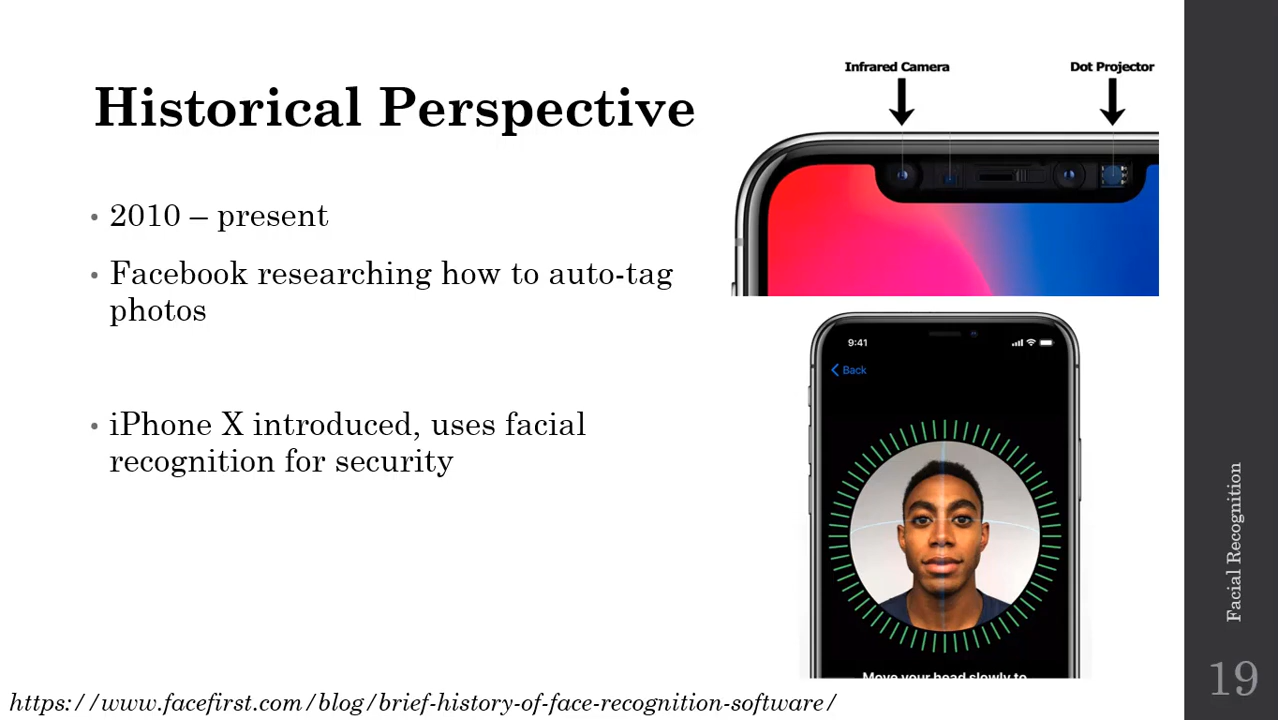 Historical Perspective
• 2010 – present
• Facebook researching how to auto-tag
photos
• iPhone X introduced, uses facial
recognition for security
Infrared Camera
Dot Projector
9:41
Back
Move your head slowly to
Facial Recognition
19
https://www.facefirst.com/blog/brief-history-of-face-recognition-software/